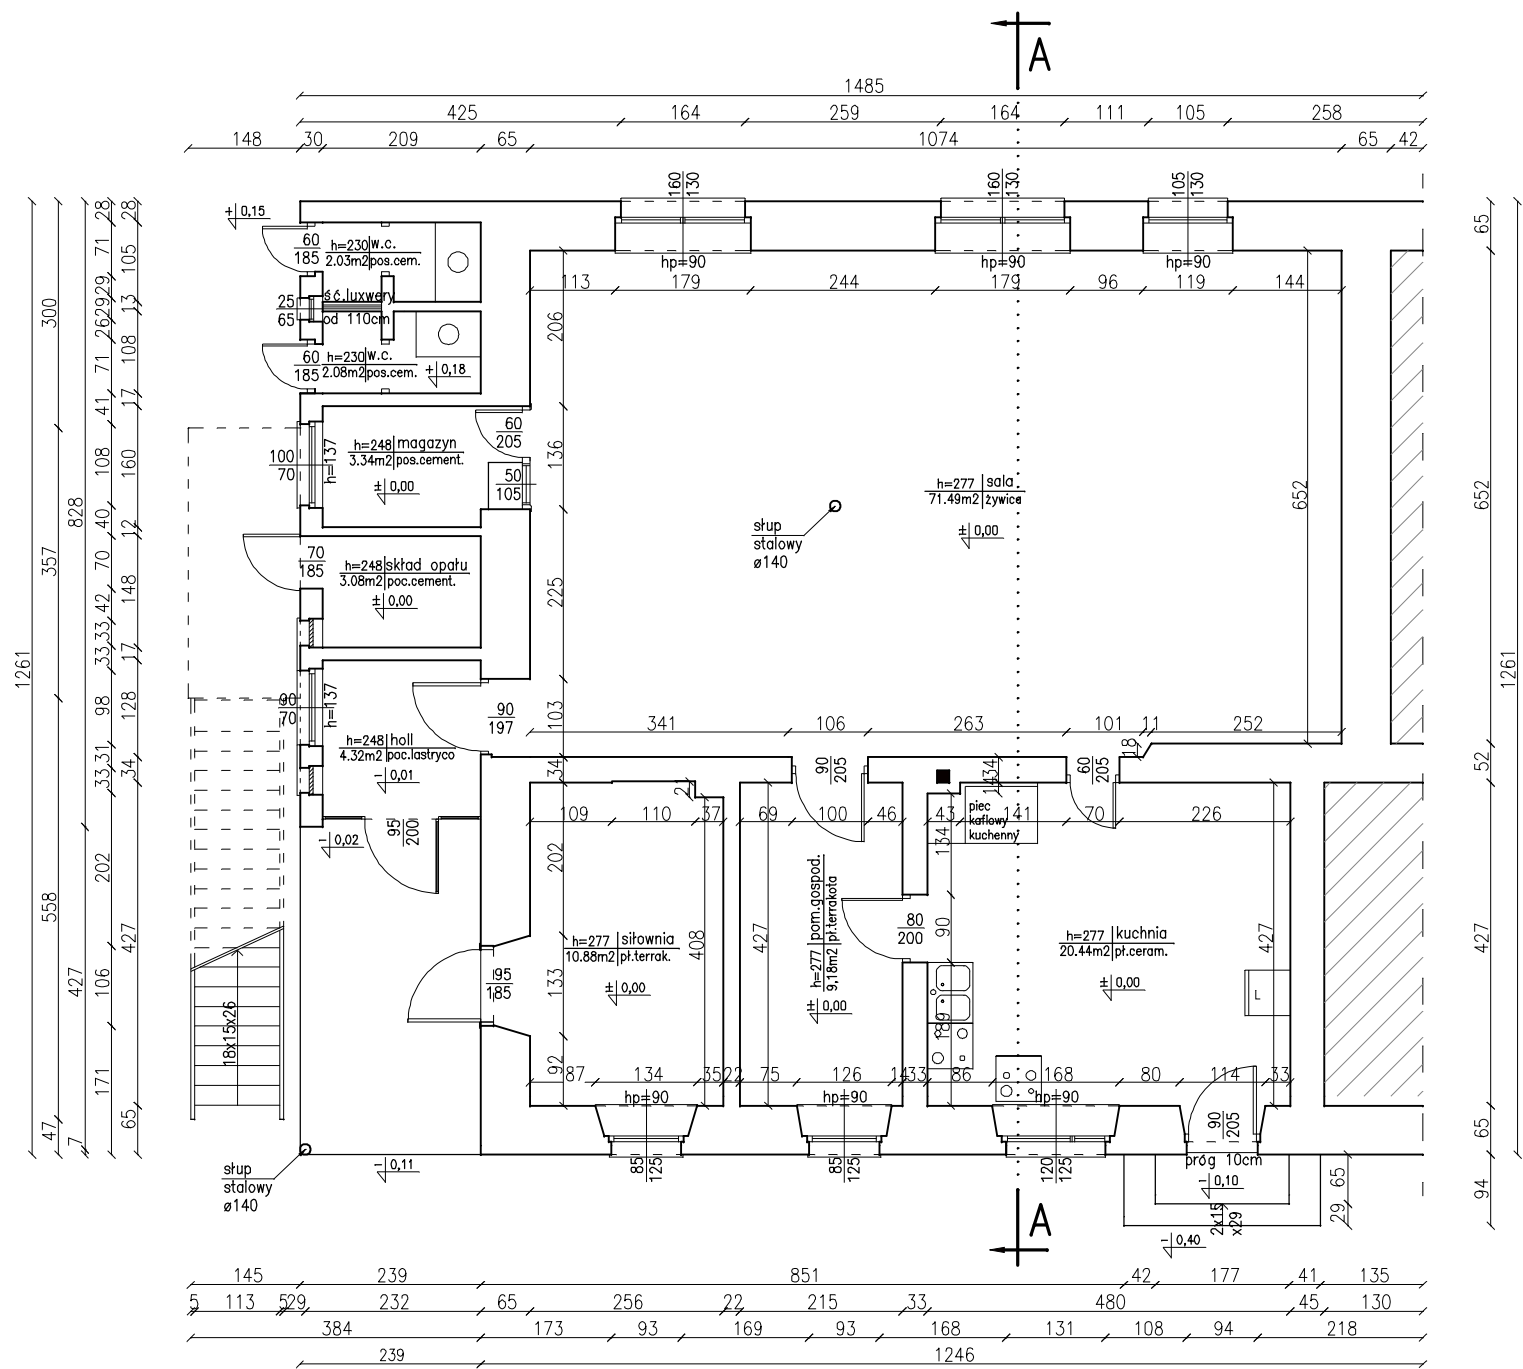 A
1485
425 164 259 164 111 105 258
148 30 209 65 1074 65 42
160 130
160 130
105 130
+ 0,15
hp=90
hp=90
hp=90
113 179 244 179 96 119 144
60
185
h=230 w.c.
2.03m2 pos.cem.
25
65
ść.luxwery
od 110cm
60
185
h=230 w.c.
2.08m2 pos.cem.
+ 0,18
60
205
100
70
h=137
h=248 magazyn
3.34m2 pos.cement.
± 0,00
50
105
206
136
225
103
34
h=277 sala
71.49m2 żywica
± 0,00
652
słup
stalowy
ø140
70
185
h=248 skład opału
3.08m2 poc.cement.
± 0,00
90
70
h=137
h=248 holl
4.32m2 poc.lastryco
- 0,01
90
197
341 106 263 101 11 252
18
90
205
60
205
34
14
- 0,02
95
200
109 110 37 69 100 46 43 141 70 226
2
piec
kaflowy
kuchenny
202
133
92
408
427
134
90
189
427
h=277 siłownia
10.88m2 pł.terrak.
± 0,00
95
185
h=277 pom.gospod.
9,18m2 pł.terrakota
± 0,00
80
200
h=277 kuchnia
20.44m2 pł.ceram.
± 0,00
L
18x15x26
87 134 35 22 75 126 14 33 86 168 80 114 33
hp=90
hp=90
hp=90
85
125
85
125
120
125
90
205
próg 10cm
- 0,10
2x15
x29
65
29
- 0,40
słup
stalowy
ø140
- 0,11
A
1261
300
357
558
47
828
427
7
28
71
29
29
26
71
41
108
40
70
42
33
33
98
31
33
202
106
171
28
105
13
108
17
160
12
148
17
128
34
427
65
65
652
52
427
65
94
1261
145 239 851 42 177 41 135
5 113 5 29 232 65 256 22 215 33 480 45 130
384 173 93 169 93 168 131 108 94 218
239 1246